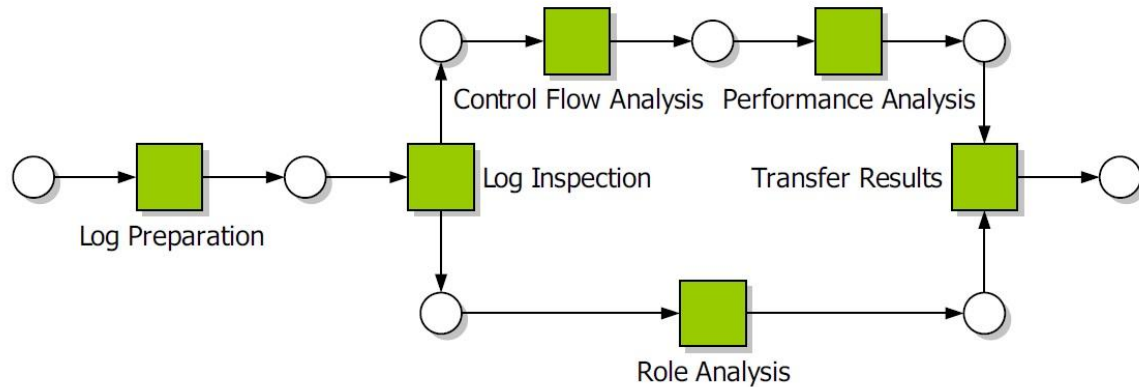 Control Flow Analysis
Performance Analysis
Log Inspection
Transfer Results
Log Preparation
Role Analysis